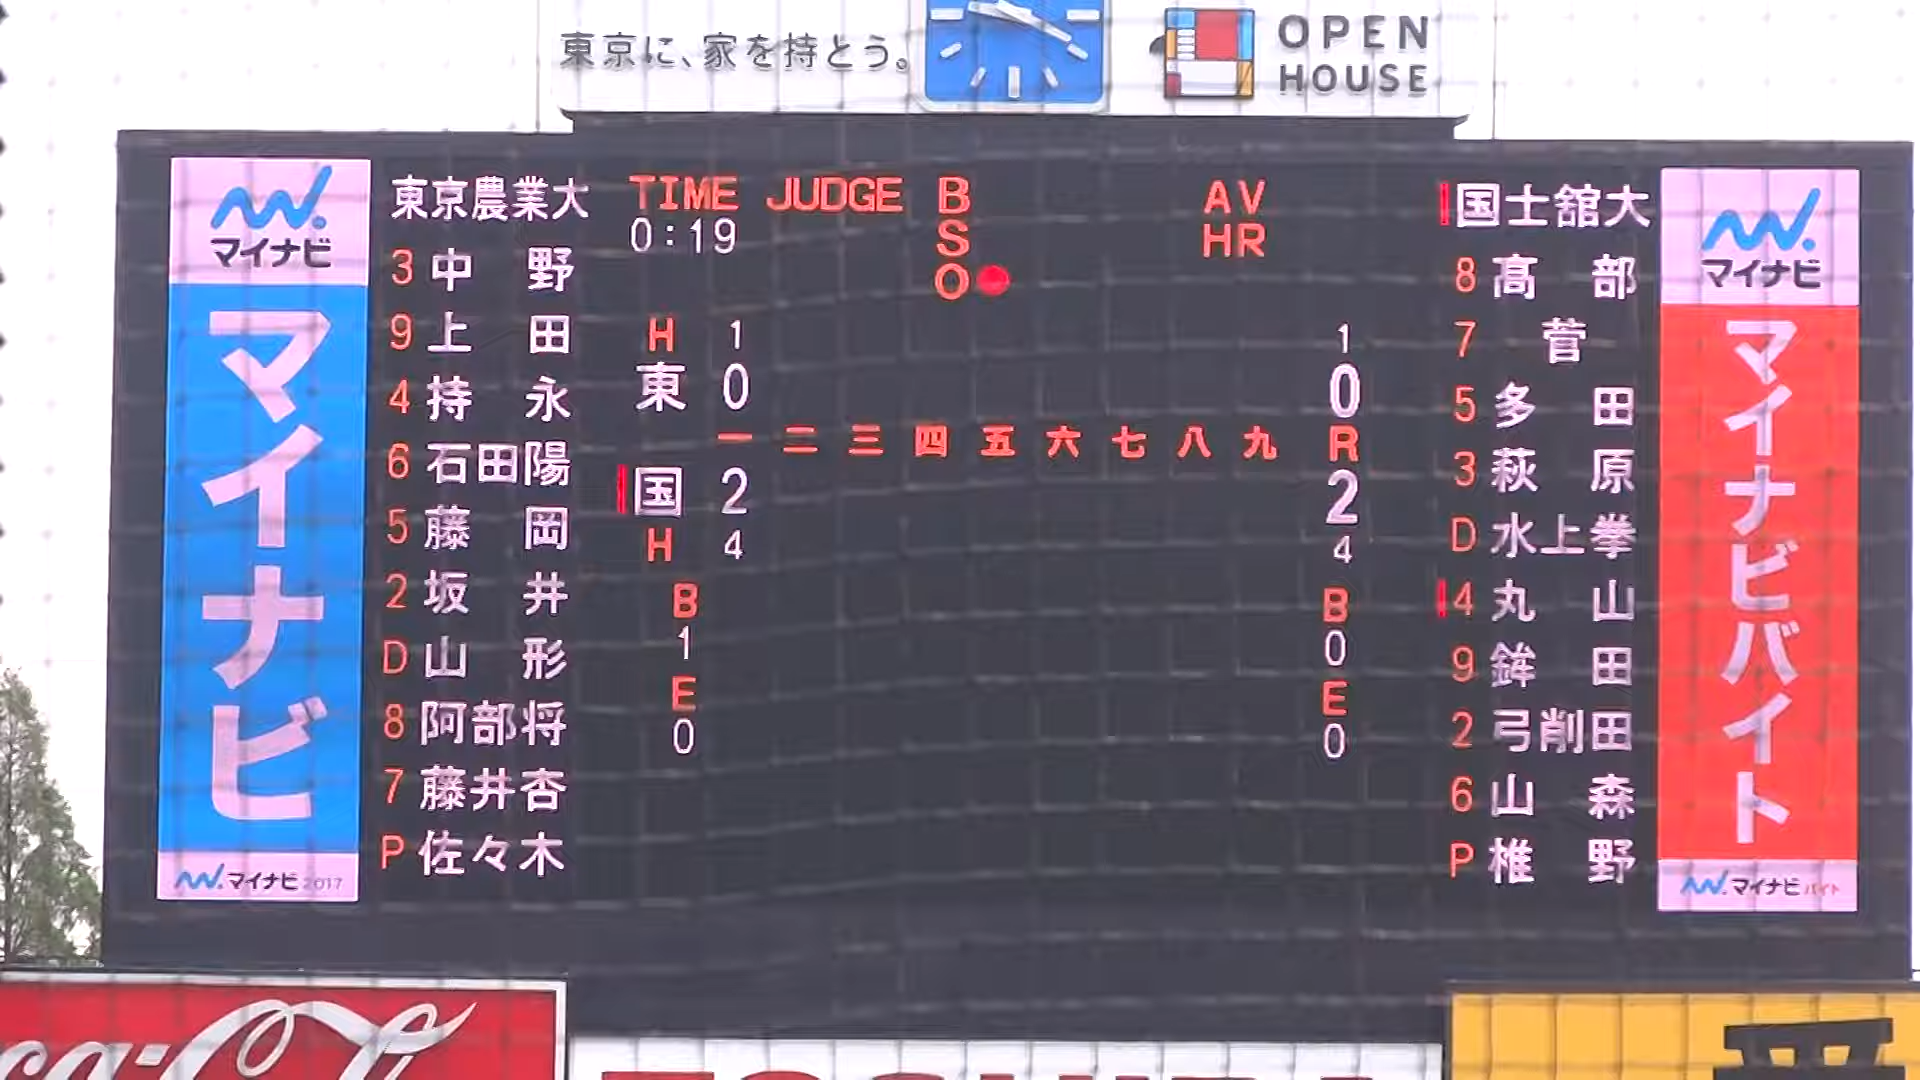 東京に、家を持とう。
OPEN
HOUSE
マイナビ
マイナビ
マイナビ2017
東京農業大
3 中野
9 上田
4 持永
6 石田陽
5 藤岡
2 坂井
D 山形
8 阿部将
7 藤井杏
P 佐々木
TIME JUDGE B AV
0:19 S HR
O
H 1 1
東 0 0
一 二 三 四 五 六 七 八 九 R
国 2 2
H 4 4
B B
1 0
E E
0 0
国士舘大
8 髙部
7 菅
5 多田
3 萩原
D 水上拳
4 丸山
9 鉾田
2 弓削田
6 山森
P 椎野
マイナビ
マイナビバイト
マイナビバイト